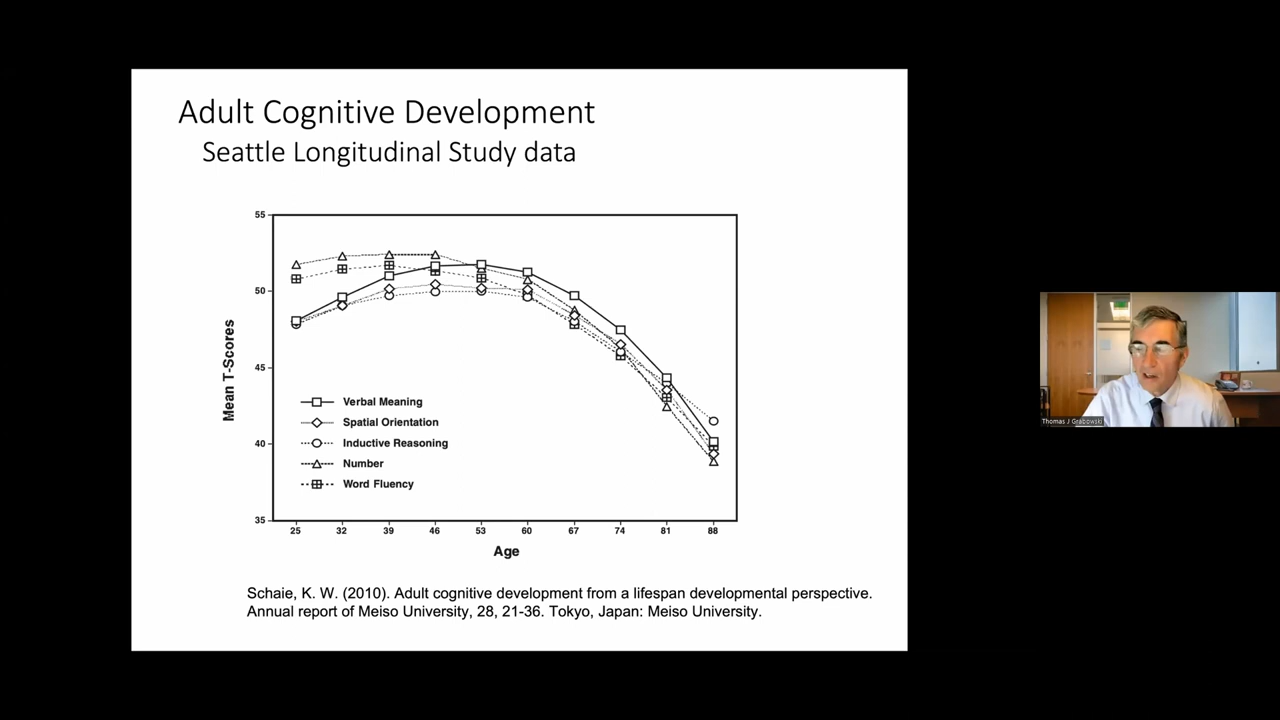 Adult Cognitive Development
Seattle Longitudinal Study data
55
50
45
40
35
Mean T-Scores
Verbal Meaning
Spatial Orientation
Inductive Reasoning
Number
Word Fluency
25 32 39 46 53 60 67 74 81 88
Age
Schaie, K. W. (2010). Adult cognitive development from a lifespan developmental perspective.
Annual report of Meiso University, 28, 21-36. Tokyo, Japan: Meiso University.
Thomas J Grabowski